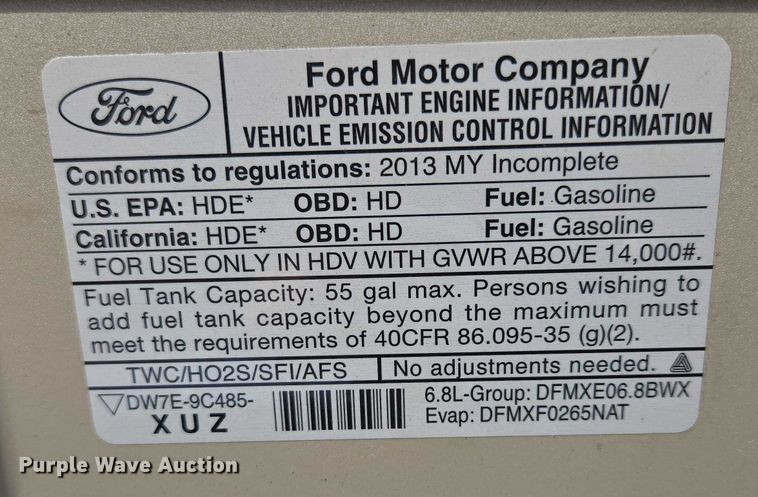 Ford
Ford Motor Company
IMPORTANT ENGINE INFORMATION/
VEHICLE EMISSION CONTROL INFORMATION
Conforms to regulations: 2013 MY Incomplete
U.S. EPA: HDE* OBD: HD Fuel: Gasoline
California: HDE* OBD: HD Fuel: Gasoline
* FOR USE ONLY IN HDV WITH GVWR ABOVE 14,000#.
Fuel Tank Capacity: 55 gal max. Persons wishing to
add fuel tank capacity beyond the maximum must
meet the requirements of 40CFR 86.095-35 (g)(2).
TWC/HO2S/SFI/AFS No adjustments needed.
DW7E-9C485-
X U Z
6.8L-Group: DFMXE06.8BWX
Evap: DFMXF0265NAT
Purple Wave Auction